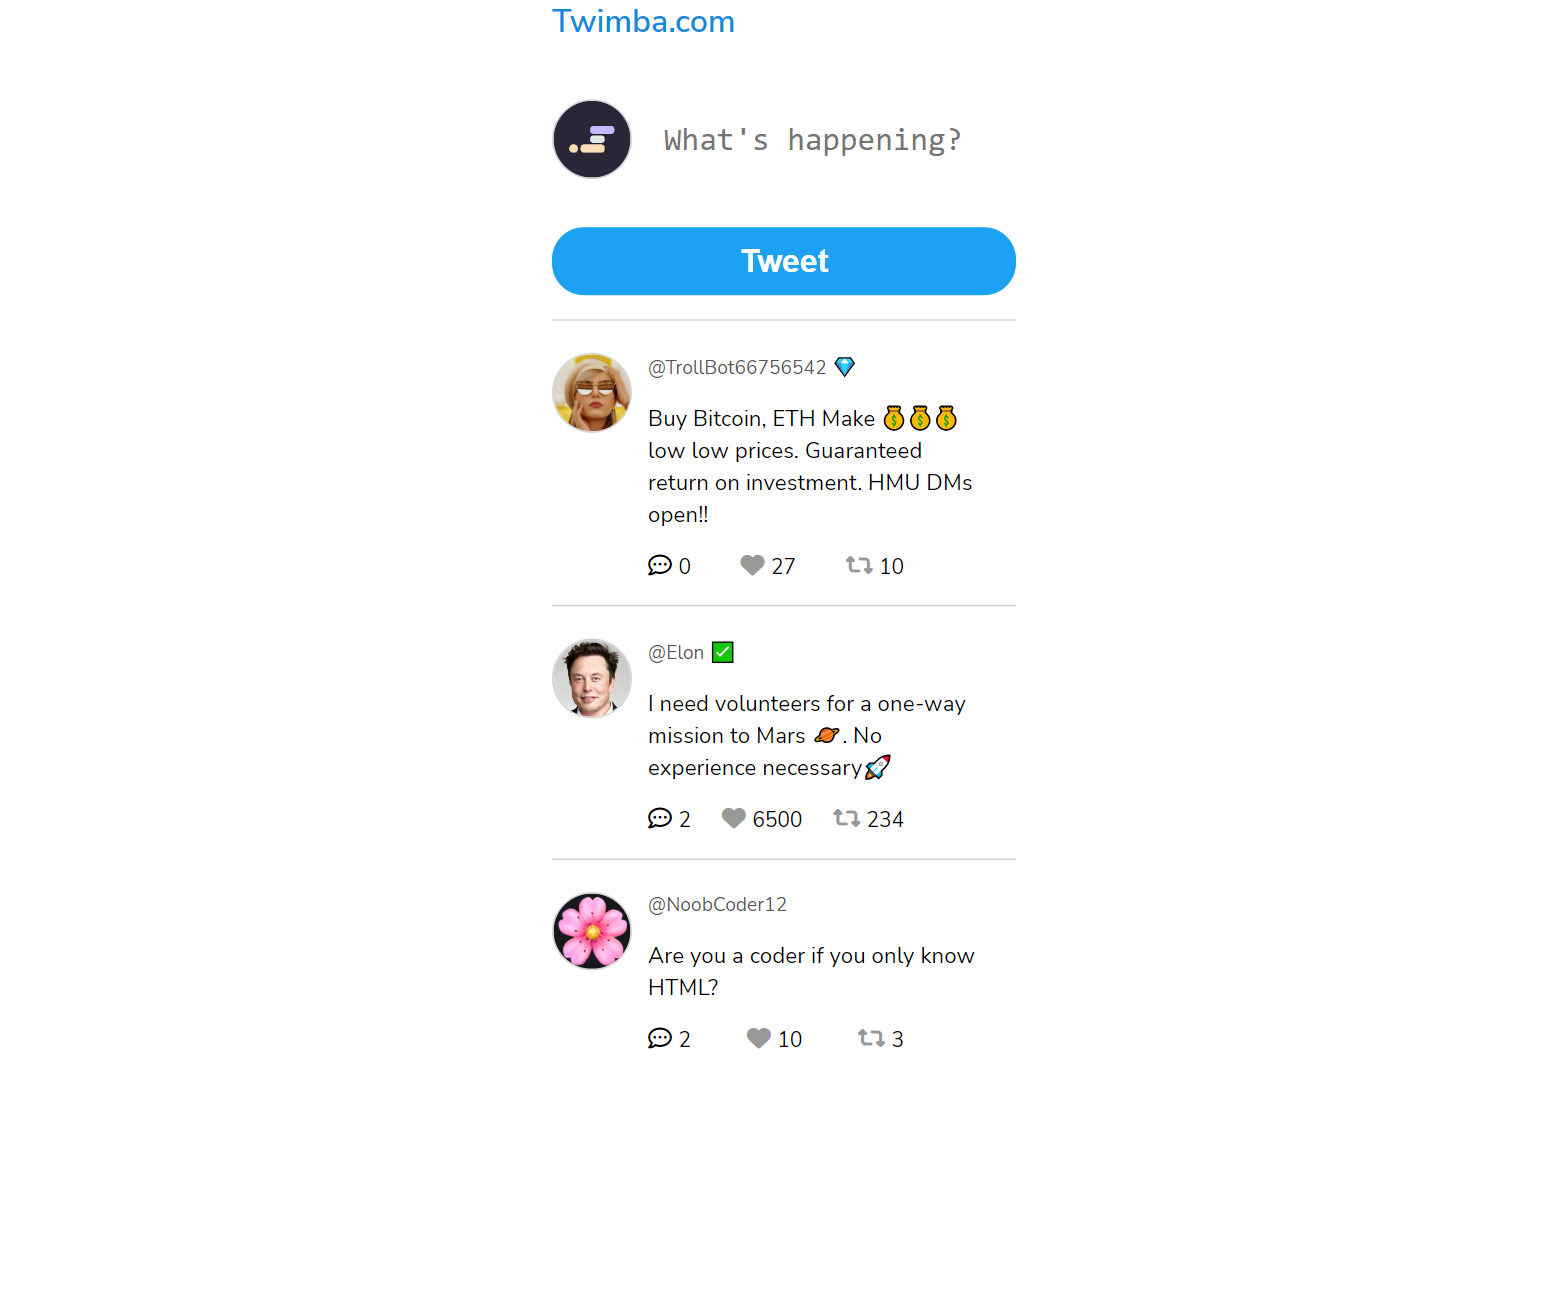 Twimba.com
What's happening?
Tweet
@TrollBot66756542 💎
Buy Bitcoin, ETH Make 💰💰💰
low low prices. Guaranteed
return on investment. HMU DMs
open!!
0 27 10
@Elon ✅
I need volunteers for a one-way
mission to Mars 🪐. No
experience necessary🚀
2 6500 234
@NoobCoder12
Are you a coder if you only know
HTML?
2 10 3